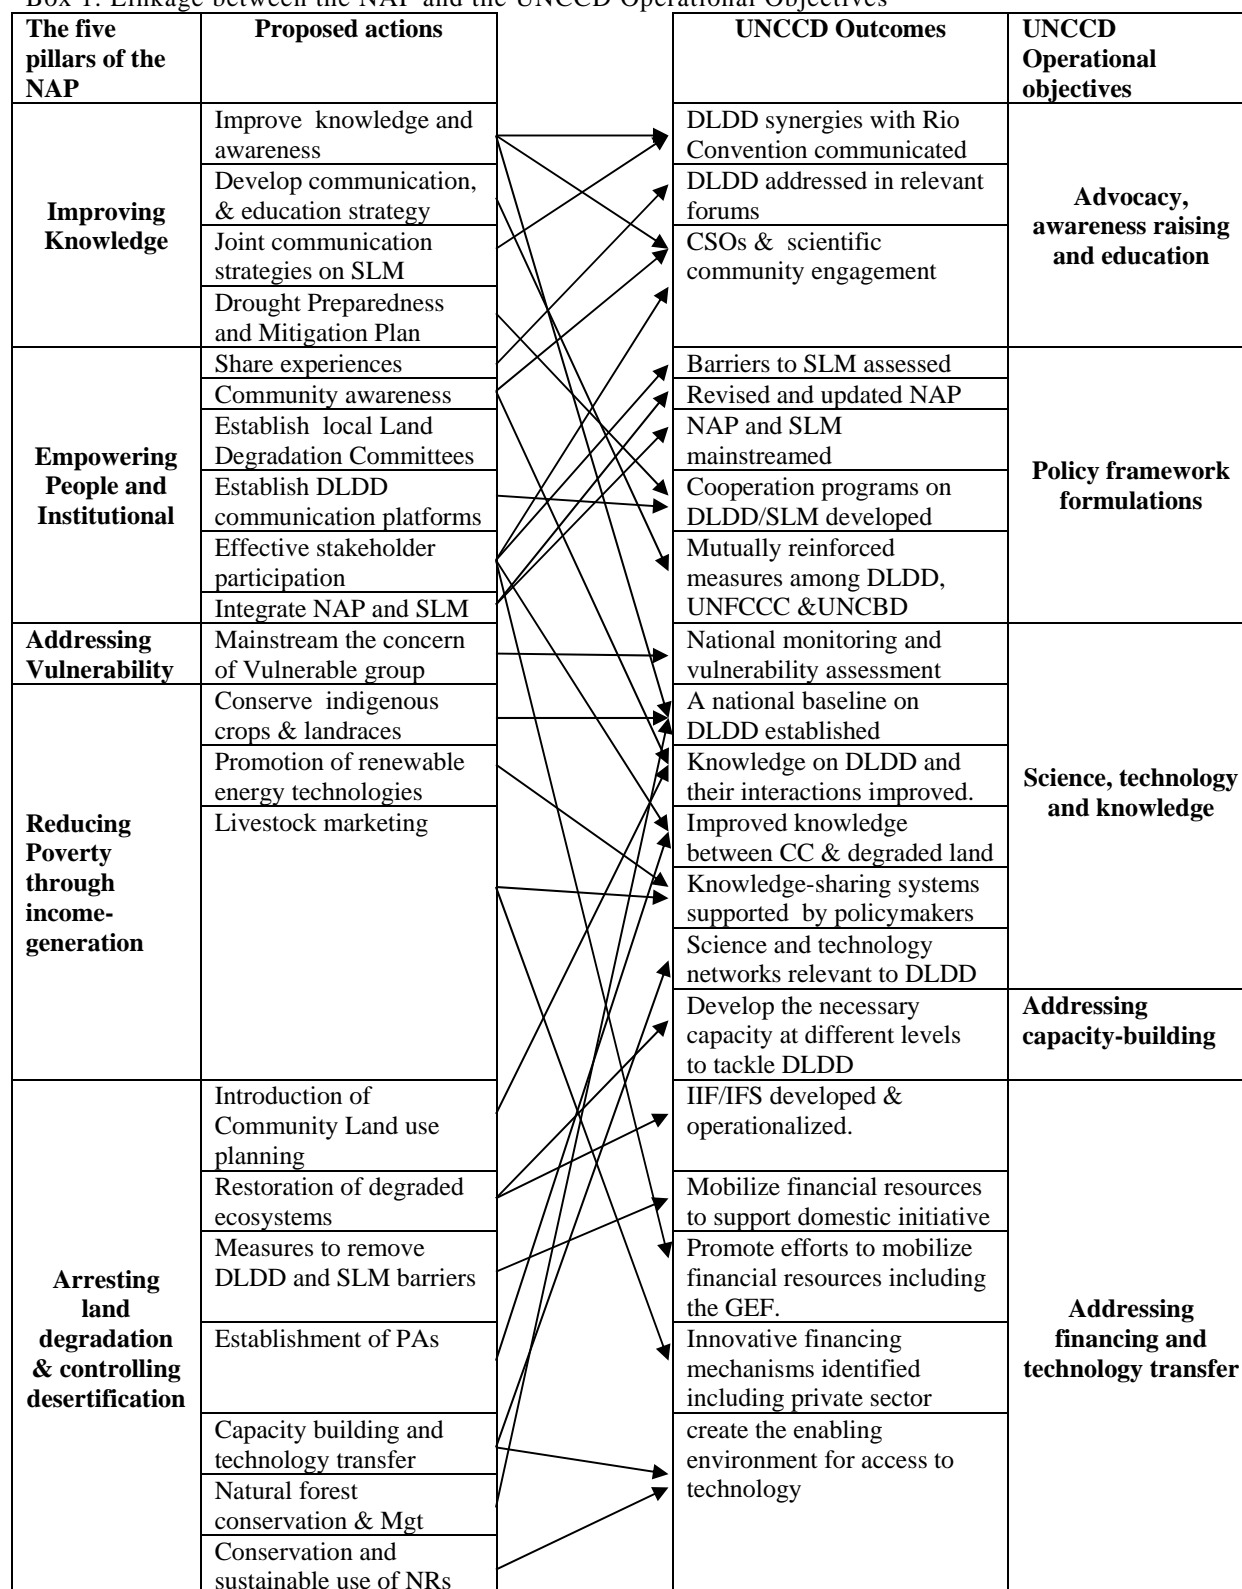 Box 1: Linkage between the NAP and the UNCCD Operational Objectives
The five
pillars of the
NAP
Proposed actions
UNCCD Outcomes
UNCCD
Operational
objectives
Improving
Knowledge
Improve knowledge and
awareness
Develop communication,
& education strategy
Joint communication
strategies on SLM
Drought Preparedness
and Mitigation Plan
DLDD synergies with Rio
Convention communicated
DLDD addressed in relevant
forums
CSOs & scientific
community engagement
Advocacy,
awareness raising
and education
Empowering
People and
Institutional
Share experiences
Community awareness
Establish local Land
Degradation Committees
Establish DLDD
communication platforms
Effective stakeholder
participation
Integrate NAP and SLM
Barriers to SLM assessed
Revised and updated NAP
NAP and SLM
mainstreamed
Cooperation programs on
DLDD/SLM developed
Mutually reinforced
measures among DLDD,
UNFCCC &UNCBD
Policy framework
formulations
Addressing
Vulnerability
Mainstream the concern
of Vulnerable group
Reducing
Poverty
through
income-
generation
Conserve indigenous
crops & landraces
Promotion of renewable
energy technologies
Livestock marketing
National monitoring and
vulnerability assessment
A national baseline on
DLDD established
Knowledge on DLDD and
their interactions improved.
Improved knowledge
between CC & degraded land
Knowledge-sharing systems
supported by policymakers
Science and technology
networks relevant to DLDD
Science, technology
and knowledge
Develop the necessary
capacity at different levels
to tackle DLDD
Addressing
capacity-building
Arresting
land
degradation
& controlling
desertification
Introduction of
Community Land use
planning
Restoration of degraded
ecosystems
Measures to remove
DLDD and SLM barriers
Establishment of PAs
Capacity building and
technology transfer
Natural forest
conservation & Mgt
Conservation and
sustainable use of NRs
IIF/IFS developed &
operationalized.
Mobilize financial resources
to support domestic initiative
Promote efforts to mobilize
financial resources including
the GEF.
Innovative financing
mechanisms identified
including private sector
create the enabling
environment for access to
technology
Addressing
financing and
technology transfer